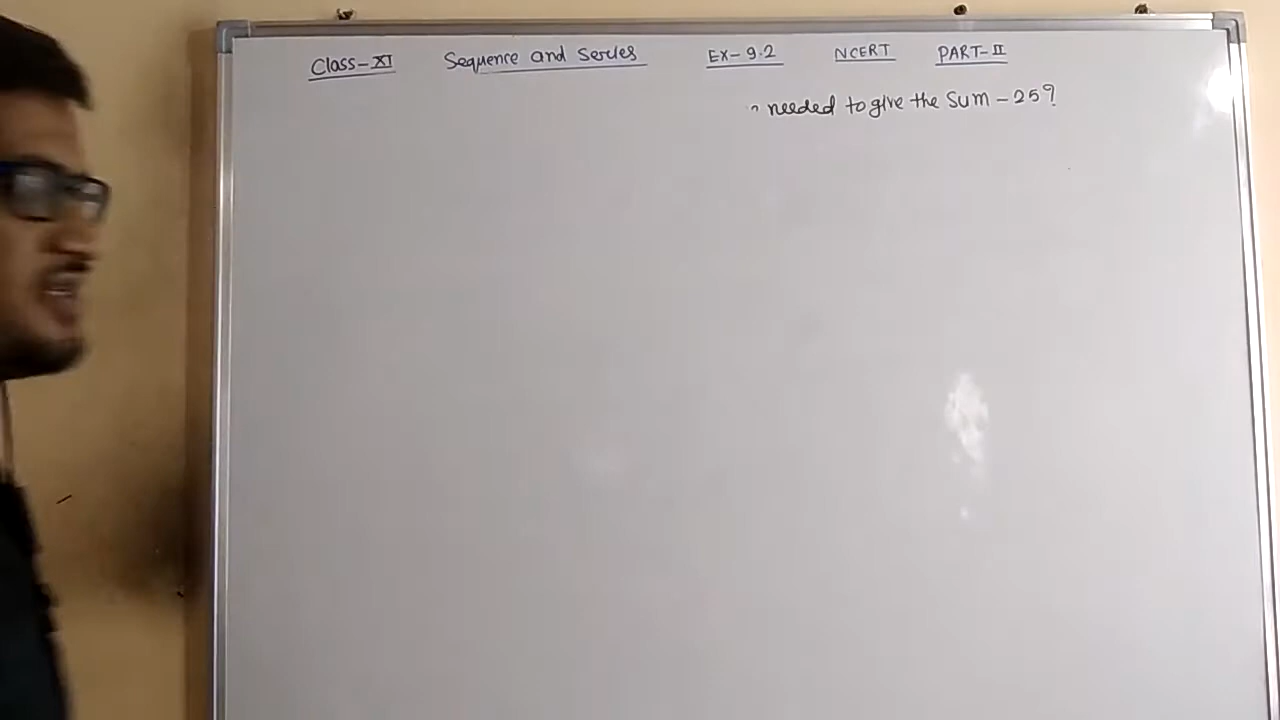 Class-XI Sequence and Series Ex-9.2 NCERT PART-II
needed to give the Sum -25?